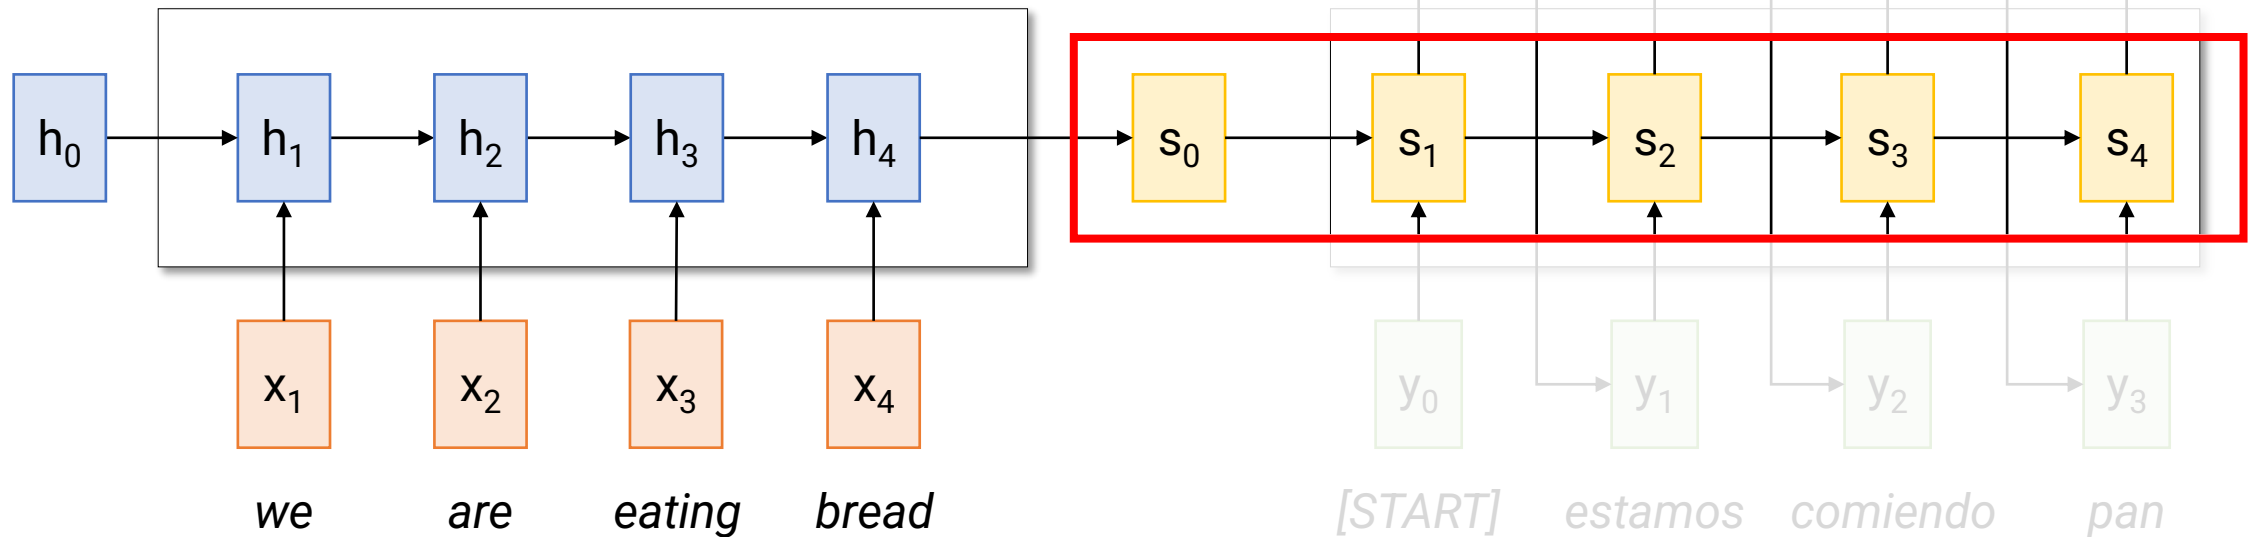 h₀ h₁ h₂ h₃ h₄ s₀ s₁ s₂ s₃ s₄
x₁ x₂ x₃ x₄ y₀ y₁ y₂ y₃
we are eating bread [START] estamos comiendo pan